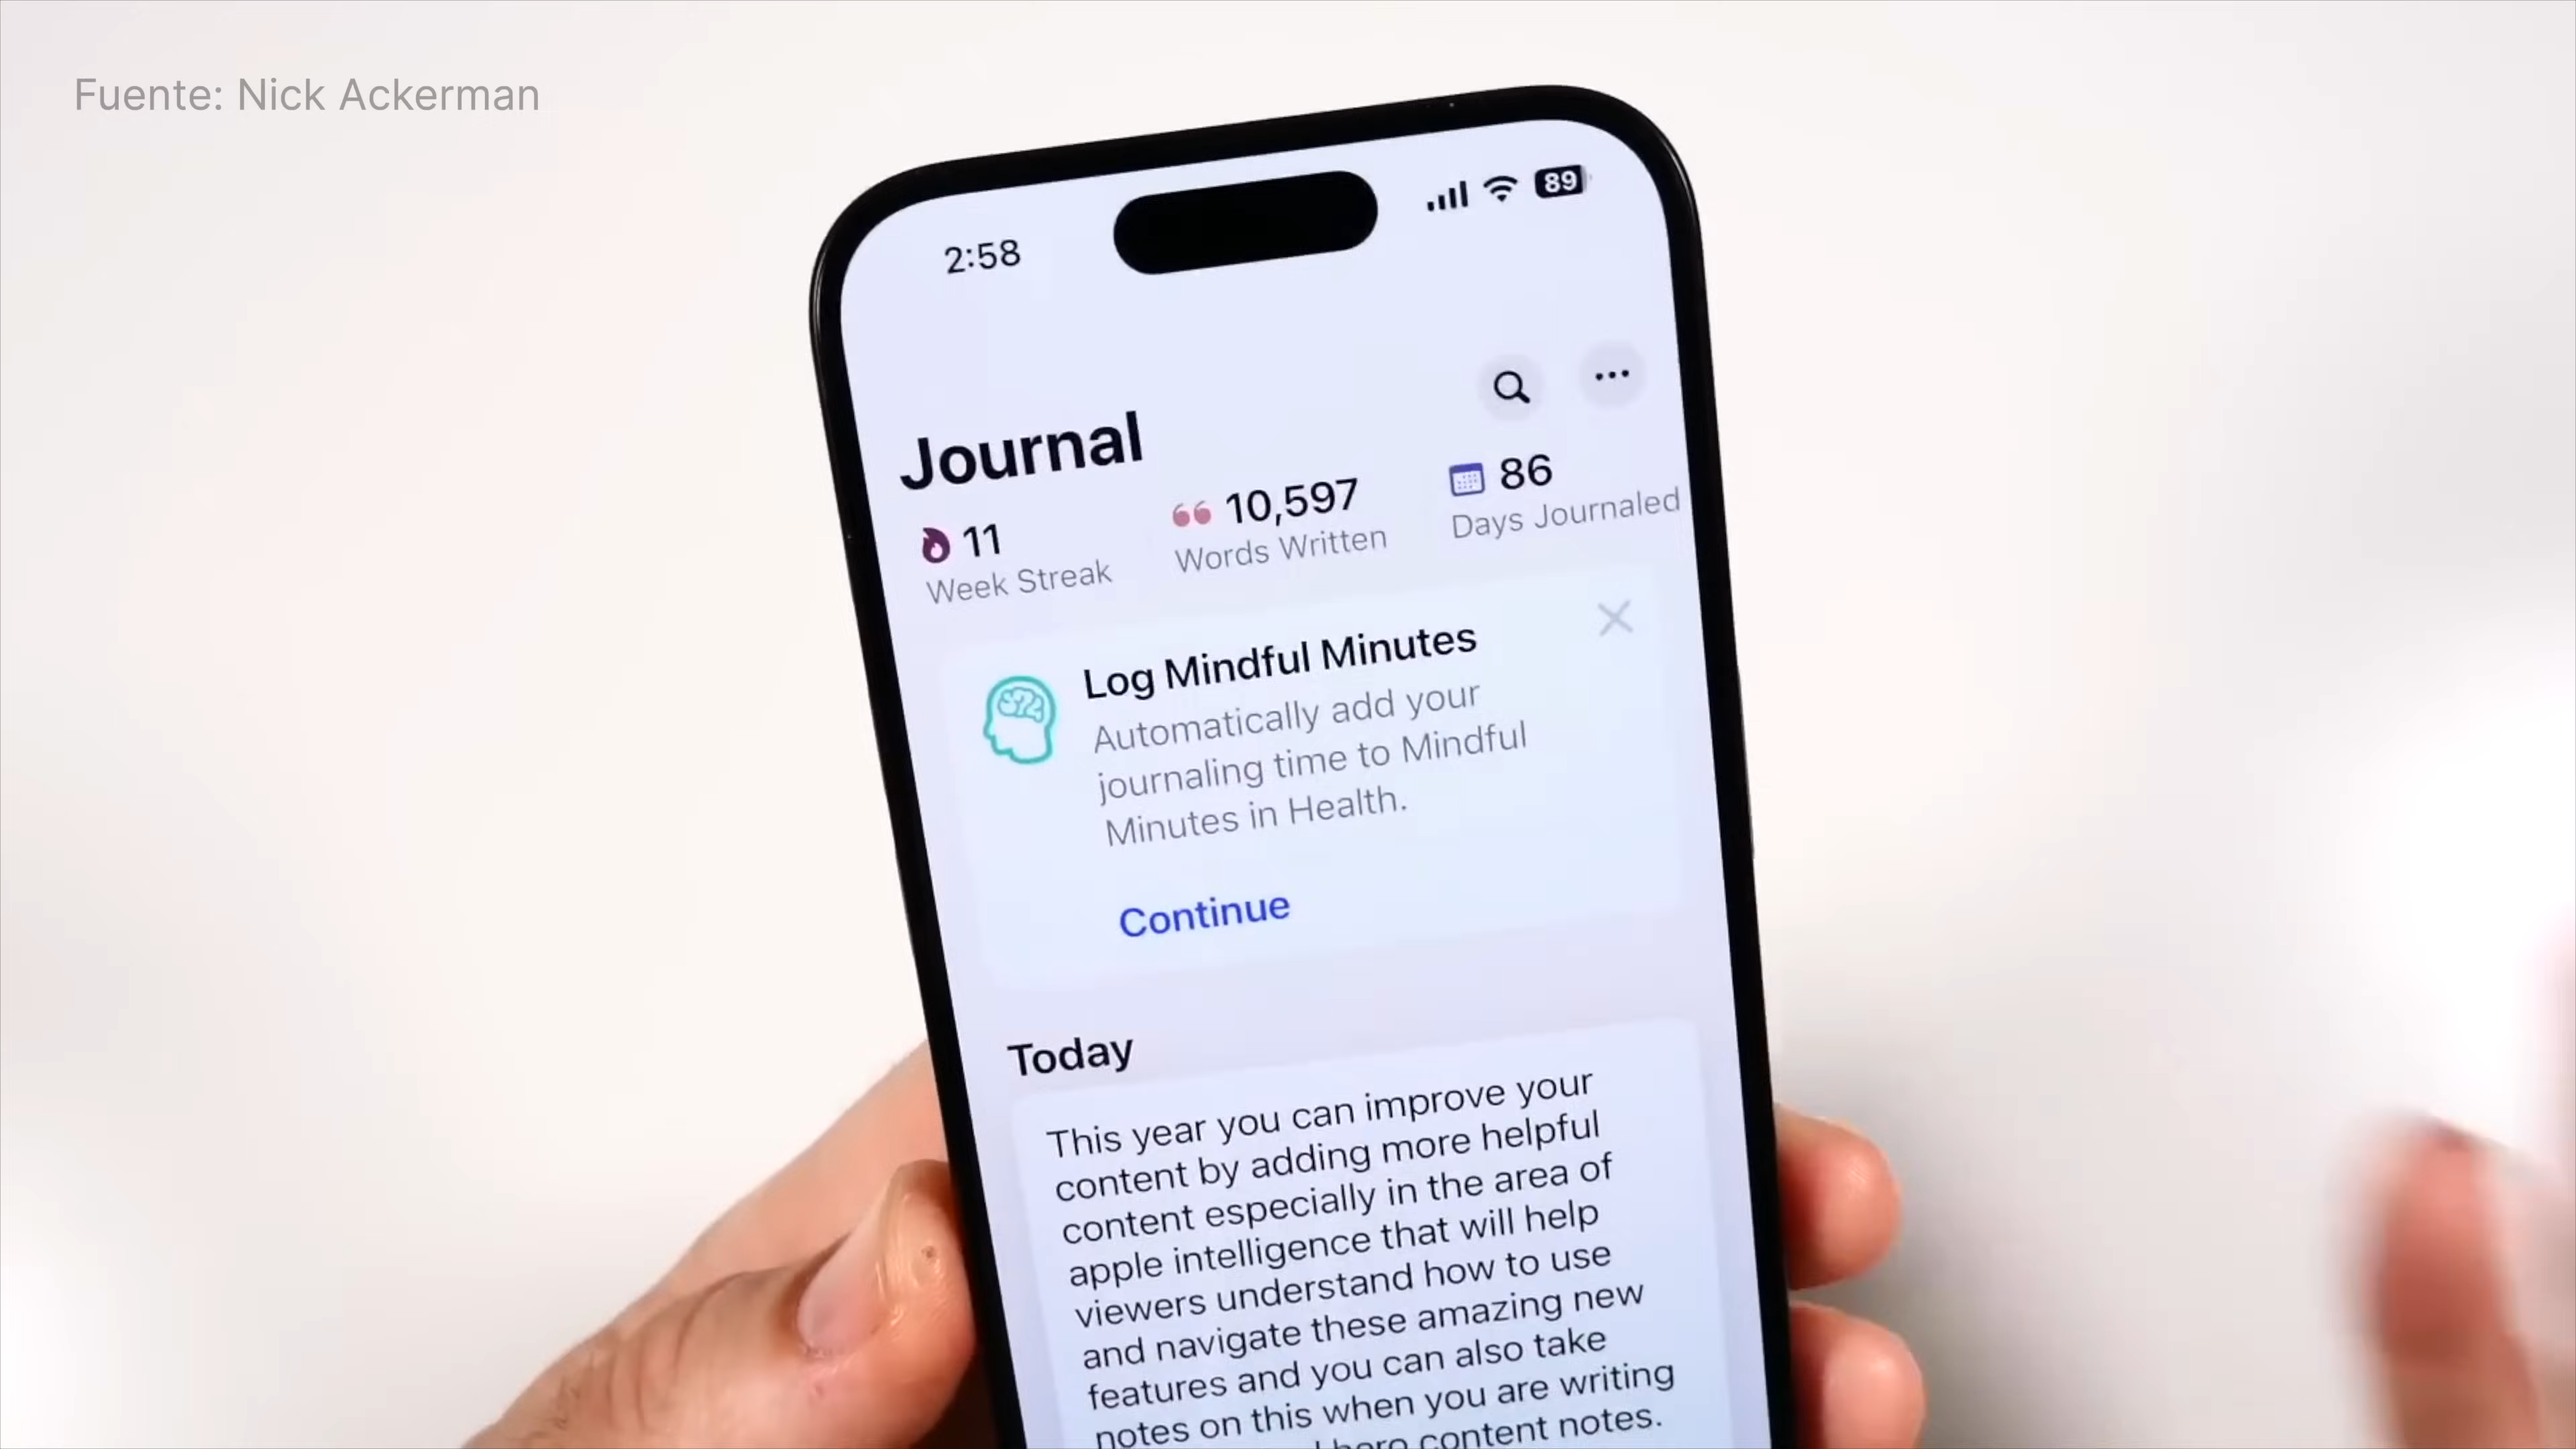 Fuente: Nick Ackerman
2:58
89
Journal
11
Week Streak
10,597
Words Written
86
Days Journaled
Log Mindful Minutes
Automatically add your
journaling time to Mindful
Minutes in Health.
Continue
Today
This year you can improve your
content by adding more helpful
content especially in the area of
apple intelligence that will help
viewers understand how to use
and navigate these amazing new
features and you can also take
notes on this when you are writing
content notes.